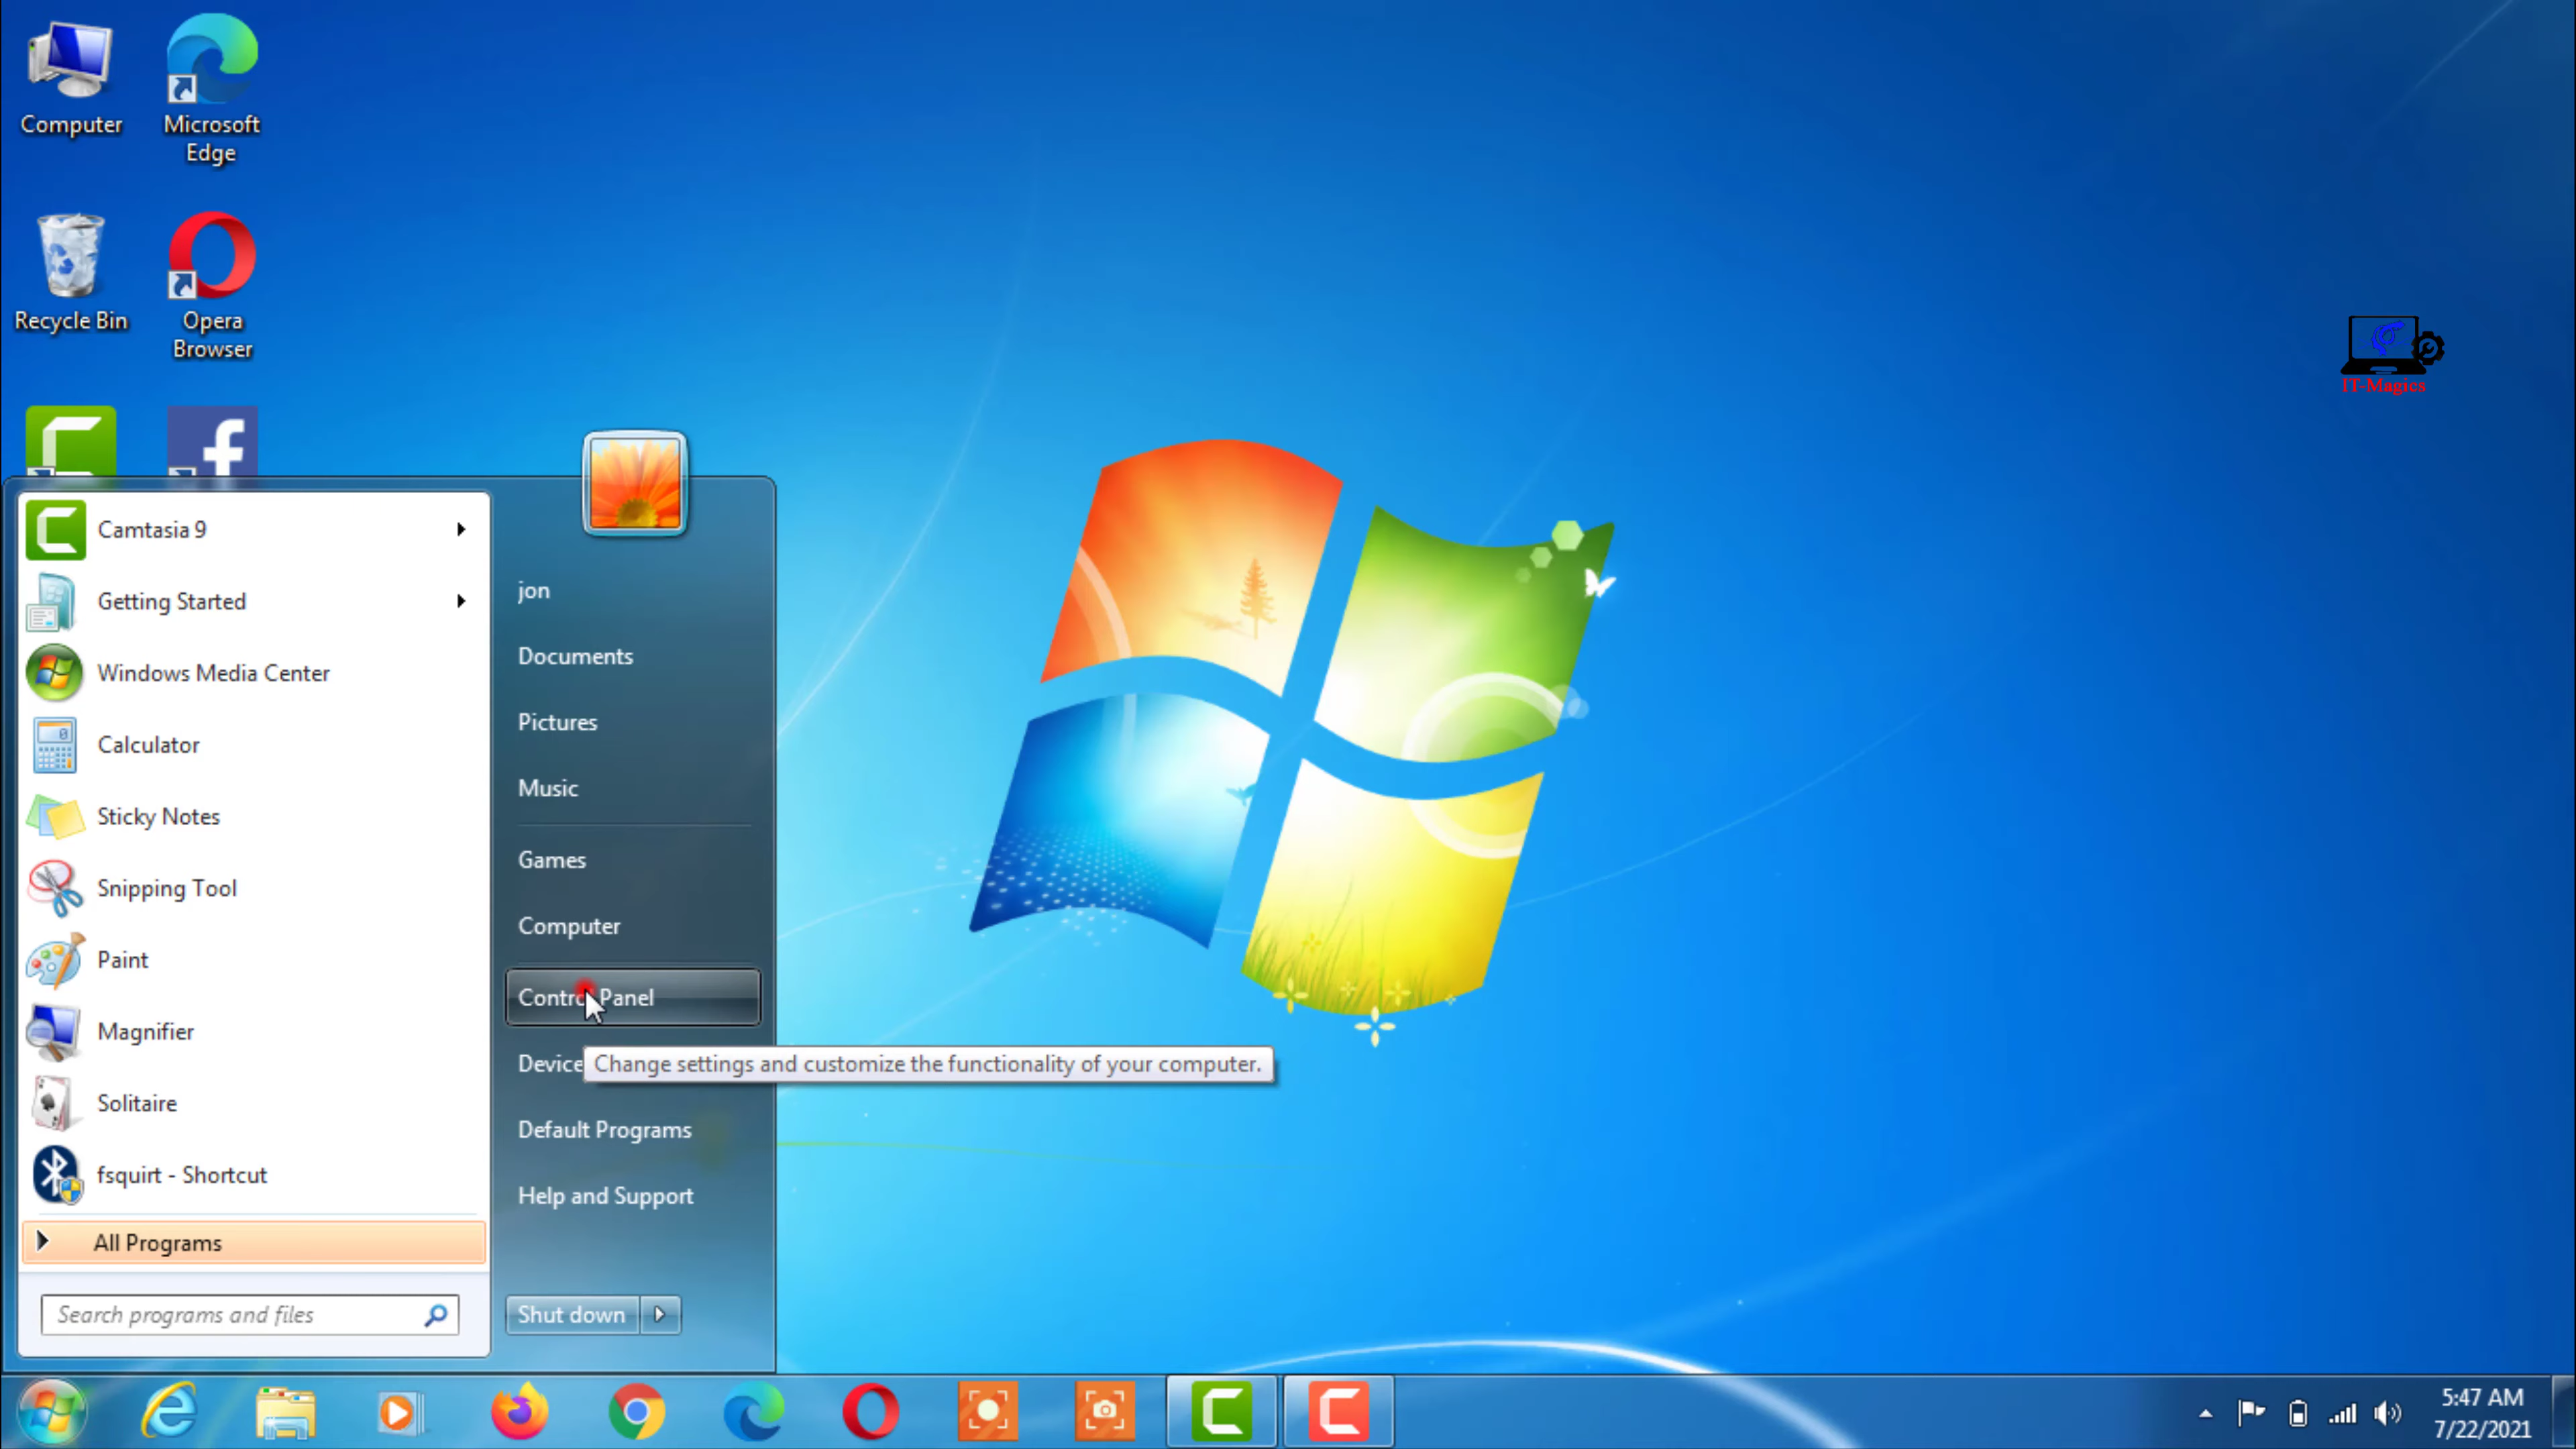 Computer
Microsoft
Edge
Recycle Bin
Opera
Browser
IT-Magics
Camtasia 9
Getting Started
Windows Media Center
Calculator
Sticky Notes
Snipping Tool
Paint
Magnifier
Solitaire
fsquirt - Shortcut
All Programs
Search programs and files
jon
Documents
Pictures
Music
Games
Computer
Control Panel
Device
Change settings and customize the functionality of your computer.
Default Programs
Help and Support
Shut down
5:47 AM
7/22/2021